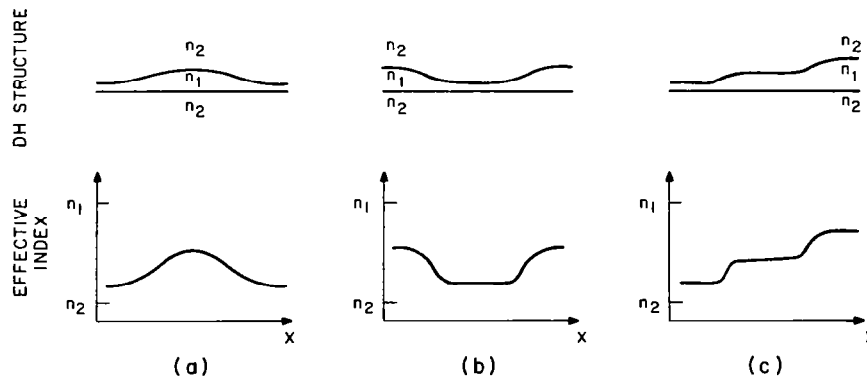 DH STRUCTURE
n2
n1
n2
n2
n1
n2
n2
n1
n2
EFFECTIVE
INDEX
n1
n2
x
(a)
n1
n2
x
(b)
n1
n2
(c)